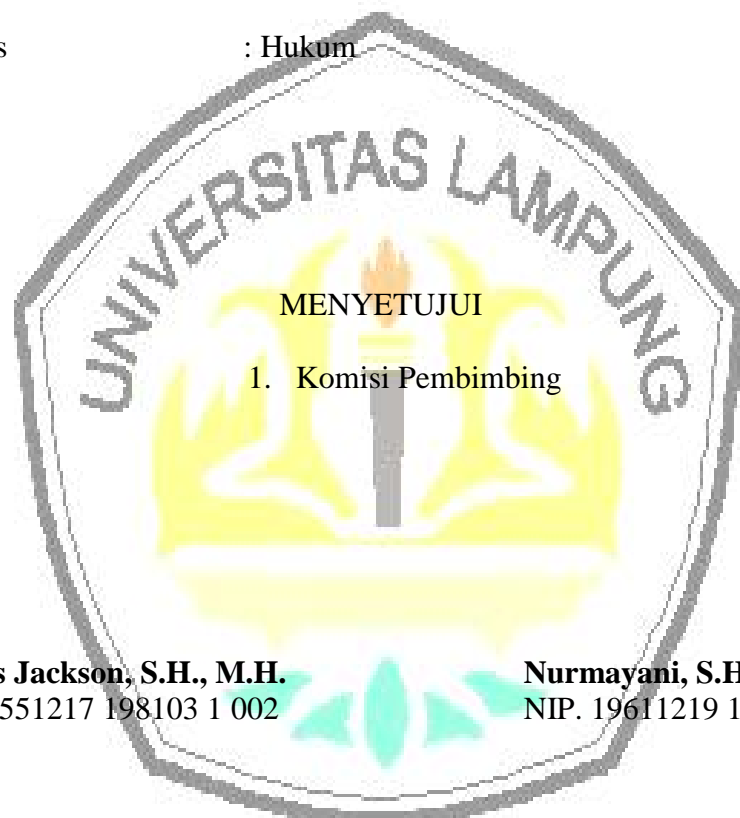 s : Hukum
UNIVERSITAS LAMPUNG
MENYETUJUI
1. Komisi Pembimbing
s Jackson, S.H., M.H. Nurmayani, S.H
551217 198103 1 002 NIP. 19611219 1